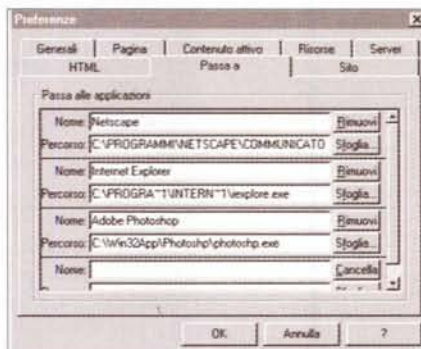 Preferenze
Generali Pagina Contenuto attivo Risorse Server
HTML Passa a Sito
Passa alle applicazioni
Nome: Netscape Rimuovi
Percorso: C:\PROGRAMMI\NETSCAPE\COMMUNICATO Sfoglia...
Nome: Internet Explorer Rimuovi
Percorso: C:\PROGRA~1\INTERN~1\iexplore.exe Sfoglia...
Nome: Adobe Photoshop Rimuovi
Percorso: C:\Win32App\Photoshp\photoshp.exe Sfoglia...
Nome: Cancella
OK Annulla ?